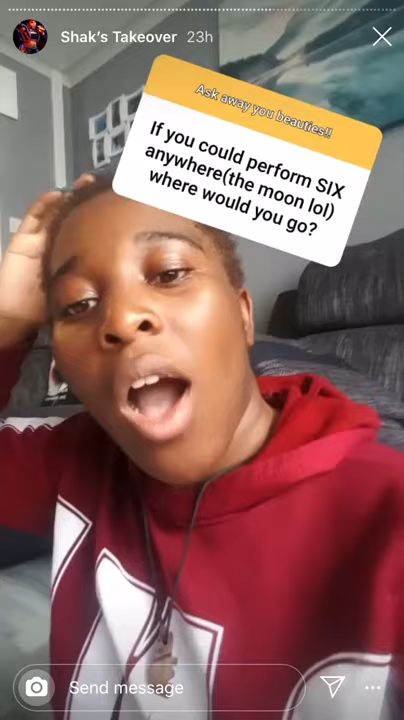 Shak's Takeover 23h
Ask away you beauties!!
If you could perform SIX
anywhere(the moon lol)
where would you go?
Send message